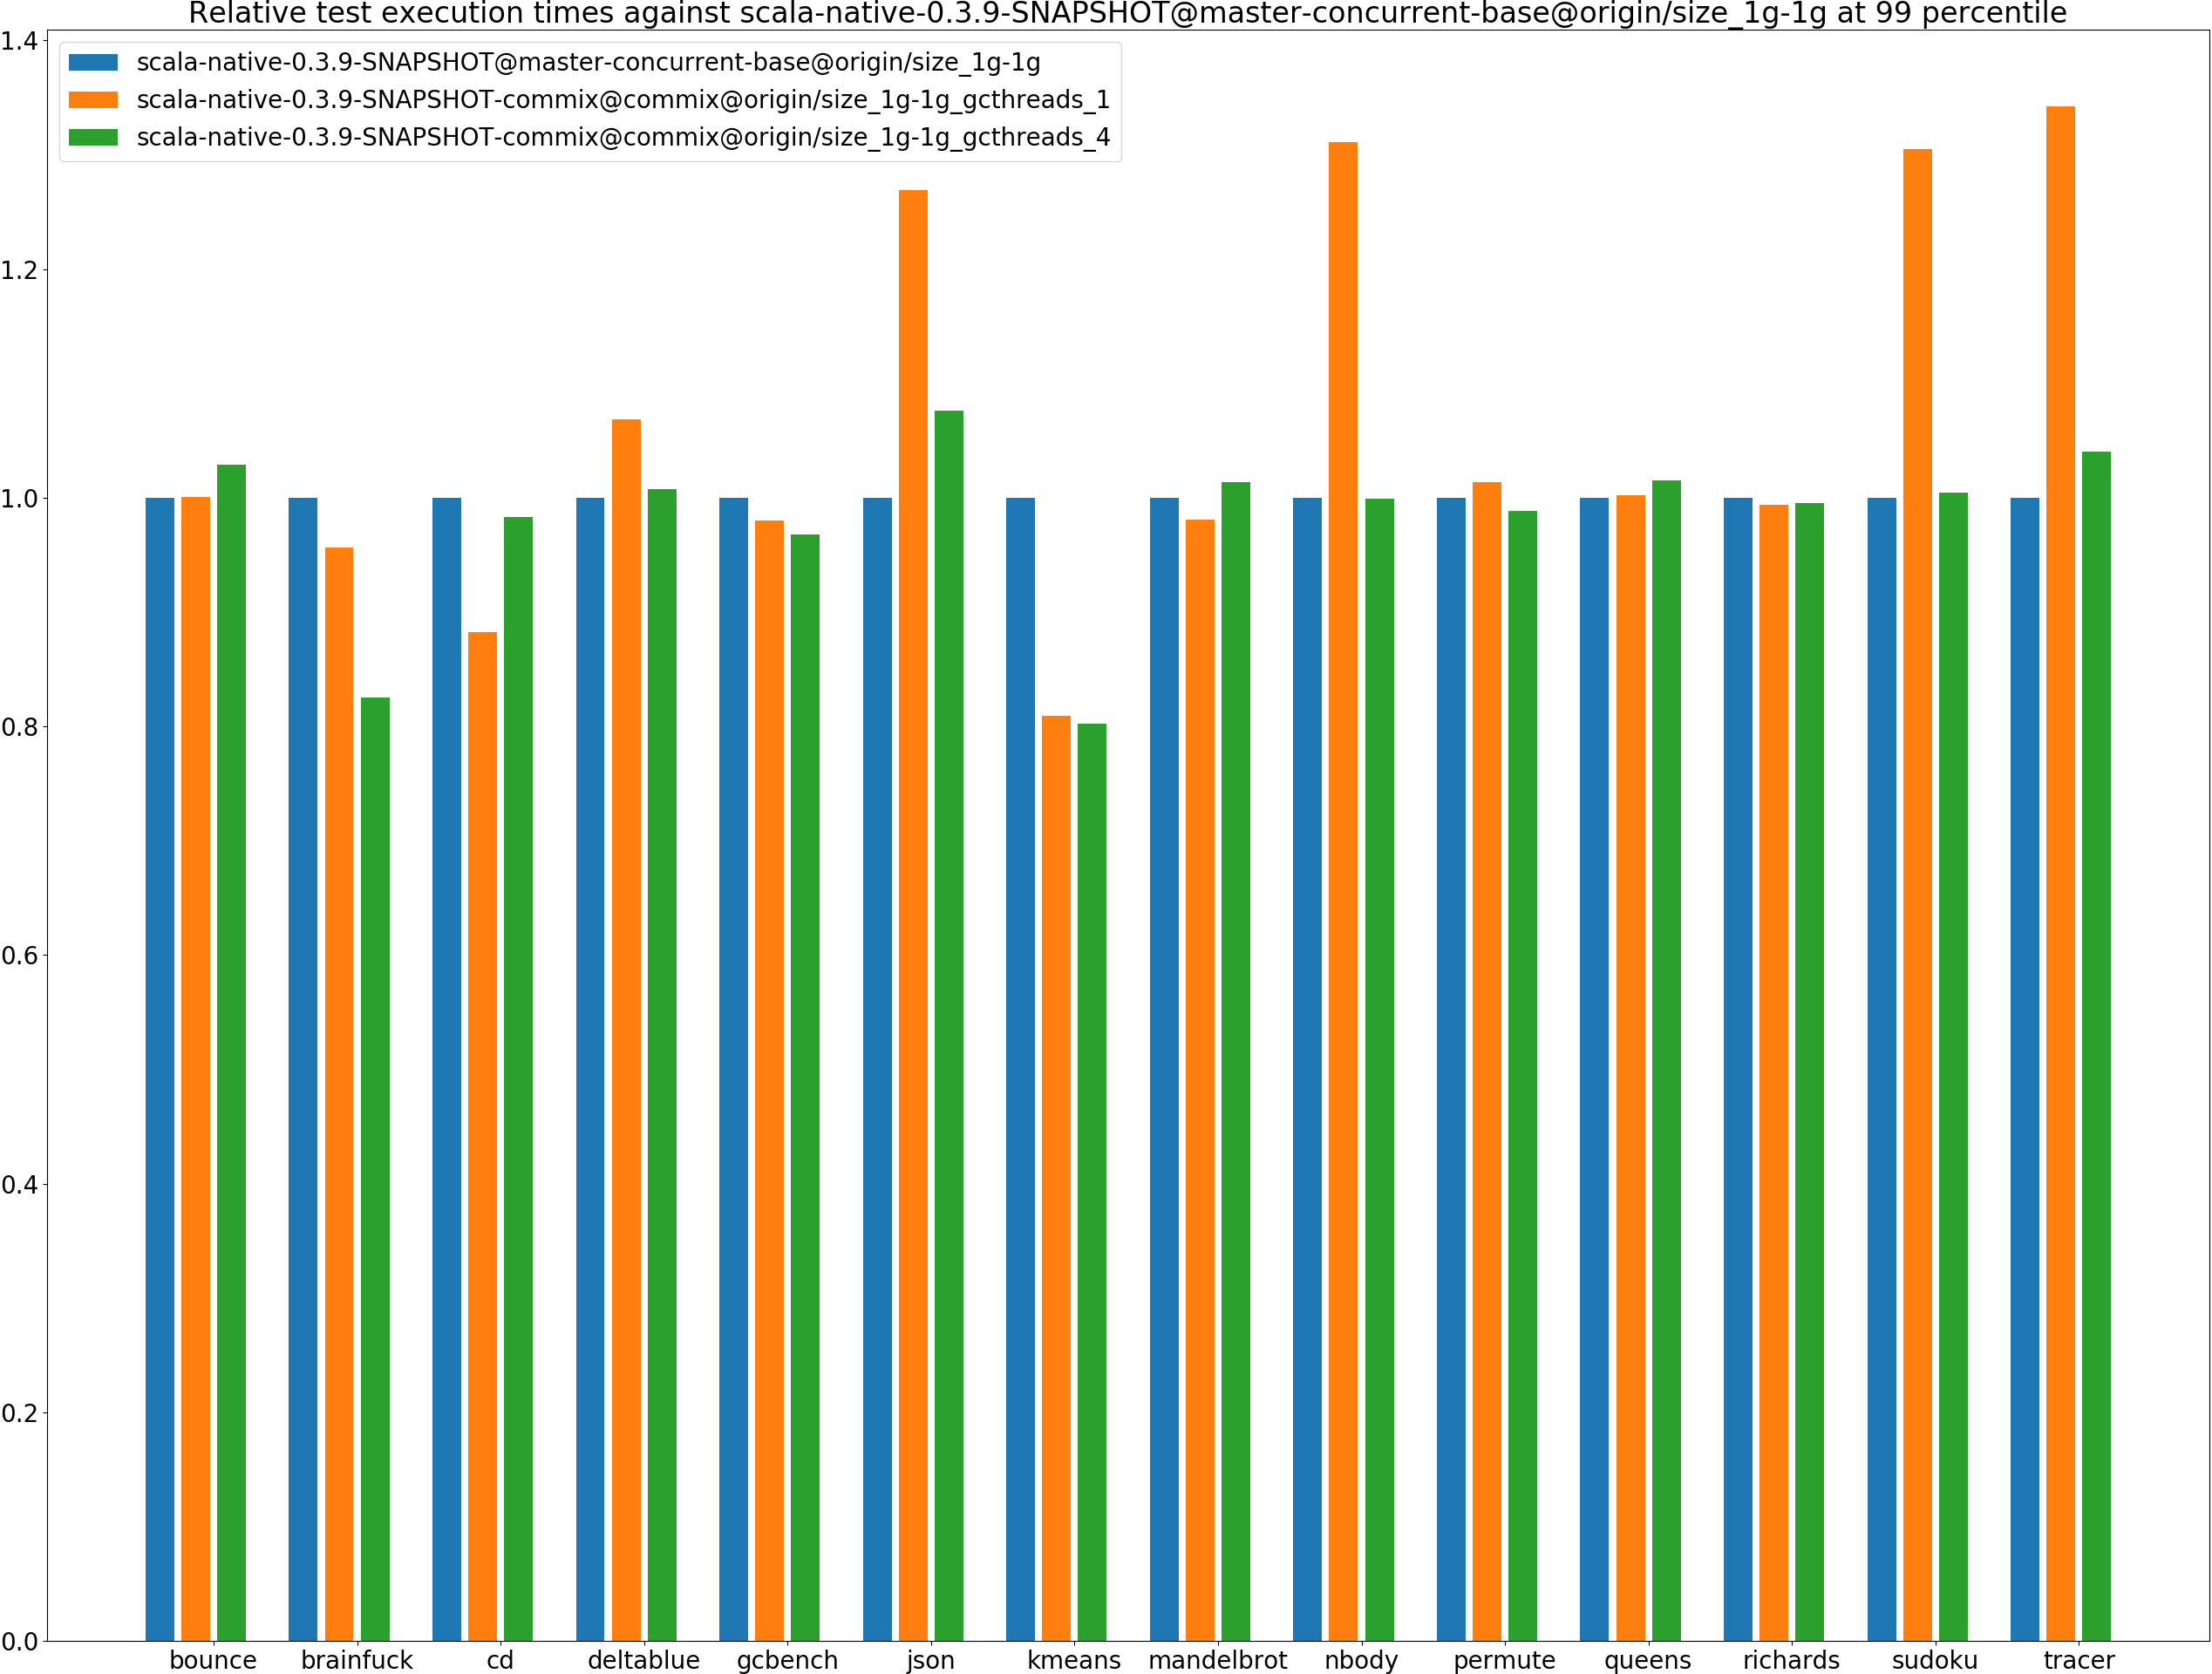 Relative test execution times against scala-native-0.3.9-SNAPSHOT@master-concurrent-base@origin/size_1g-1g at 99 percentile
scala-native-0.3.9-SNAPSHOT@master-concurrent-base@origin/size_1g-1g
scala-native-0.3.9-SNAPSHOT-commix@commix@origin/size_1g-1g_gcthreads_1
scala-native-0.3.9-SNAPSHOT-commix@commix@origin/size_1g-1g_gcthreads_4
1.4
1.2
1.0
0.8
0.6
0.4
0.2
0.0
bounce brainfuck cd deltablue gcbench json kmeans mandelbrot nbody permute queens richards sudoku tracer